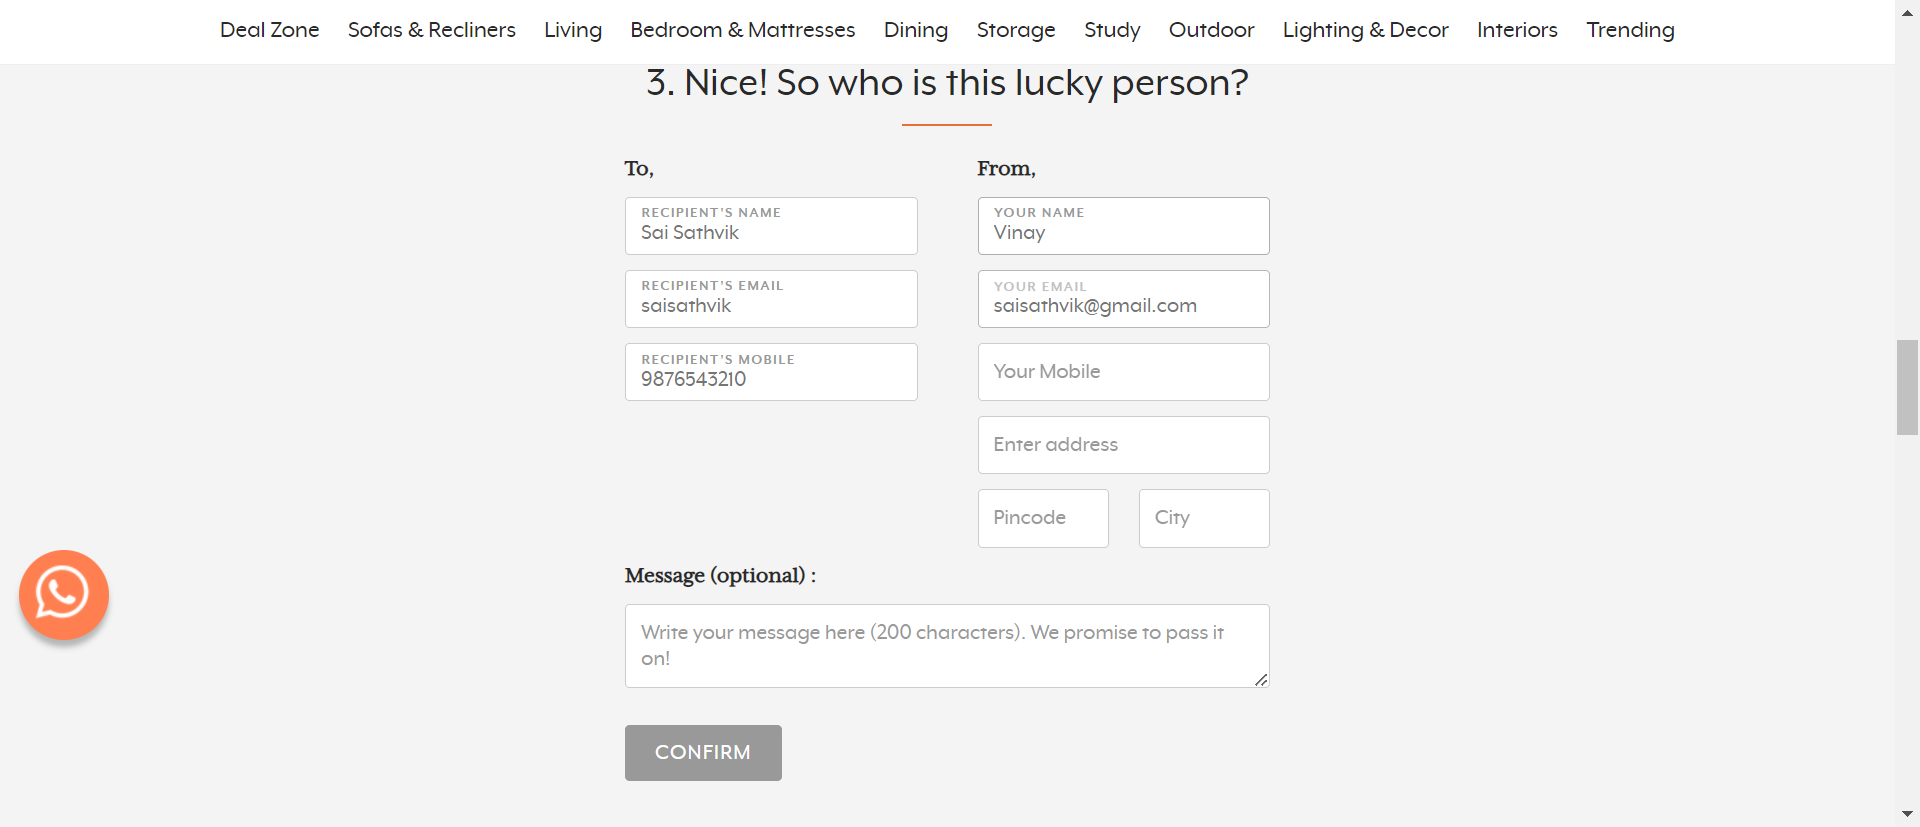 Deal Zone Sofas & Recliners Living Bedroom & Mattresses Dining Storage Study Outdoor Lighting & Decor Interiors Trending
3. Nice! So who is this lucky person?
To,
RECIPIENT'S NAME
Sai Sathvik
RECIPIENT'S EMAIL
saisathvik
RECIPIENT'S MOBILE
9876543210
From,
YOUR NAME
Vinay
YOUR EMAIL
saisathvik@gmail.com
Your Mobile
Enter address
Pincode City
Message (optional) :
Write your message here (200 characters). We promise to pass it
on!
CONFIRM